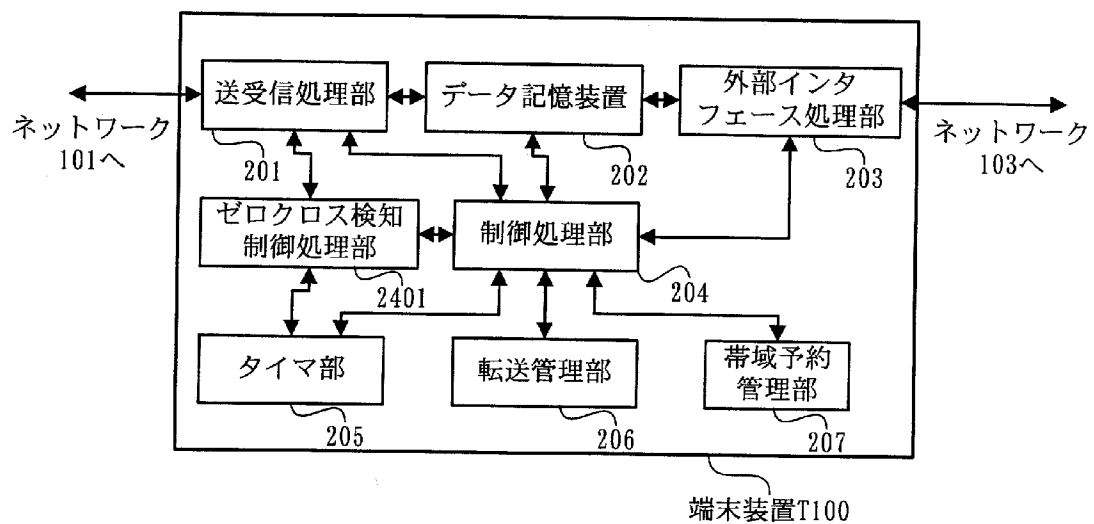 送受信処理部
データ記憶装置
外部インタ
フェース処理部
ネットワーク
101へ
201
202
203
ネットワーク
103へ
ゼロクロス検知
制御処理部
制御処理部
2401
204
タイマ部
転送管理部
帯域予約
管理部
205
206
207
端末装置T100